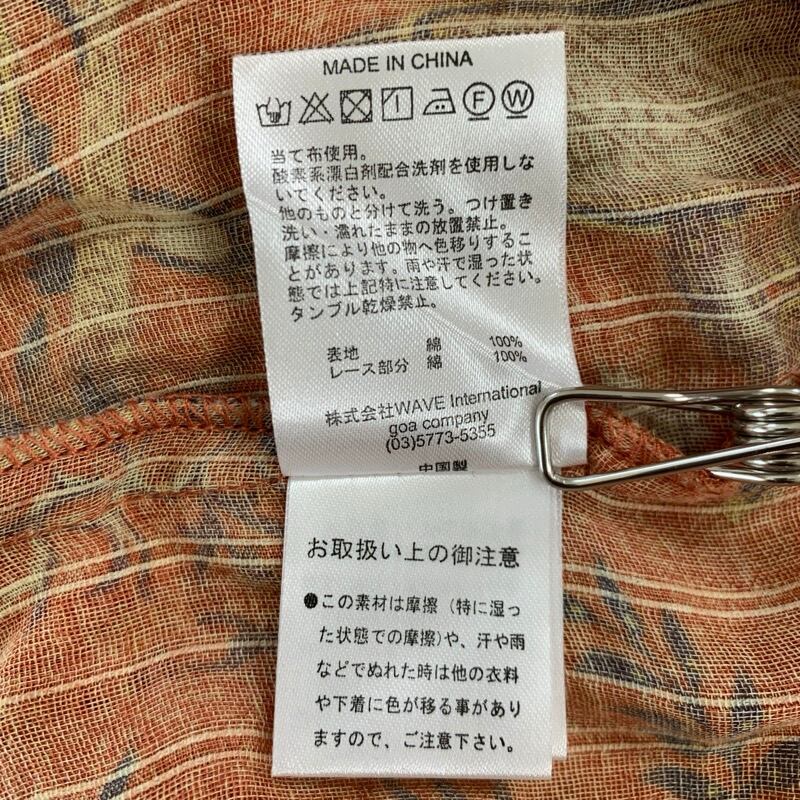 MADE IN CHINA
F W
当て布使用。
酸素系漂白剤配合洗剤を使用しな
いでください。
他のものと分けて洗う。つけ置き
洗い・濡れたままの放置禁止。
摩擦により他の物へ色移りするこ
とがあります。雨や汗で湿った状
態では上記特に注意してください。
タンブル乾燥禁止。
表地 綿 100%
レース部分 綿 100%
株式会社WAVE International
goa company
(03)5773-5355
中国製
お取扱い上の御注意
●この素材は摩擦（特に湿っ
た状態での摩擦)や、汗や雨
などでぬれた時は他の衣料
や下着に色が移る事があり
ますので、ご注意下さい。